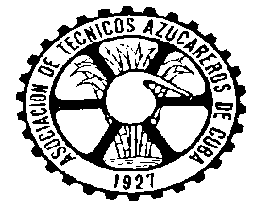 ASOCIACION DE TECNICOS AZUCAREROS DE CUBA
1927